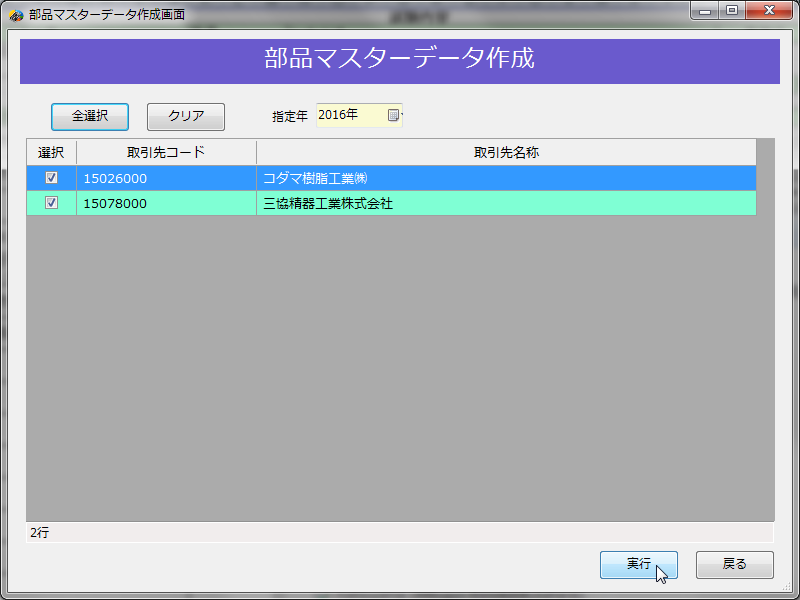 部品マスターデータ作成画面
部品マスターデータ作成
全選択 クリア 指定年 2016年
選択 取引先コード 取引先名称
15026000 コダマ樹脂工業㈱
15078000 三協精器工業株式会社
2行
実行 戻る